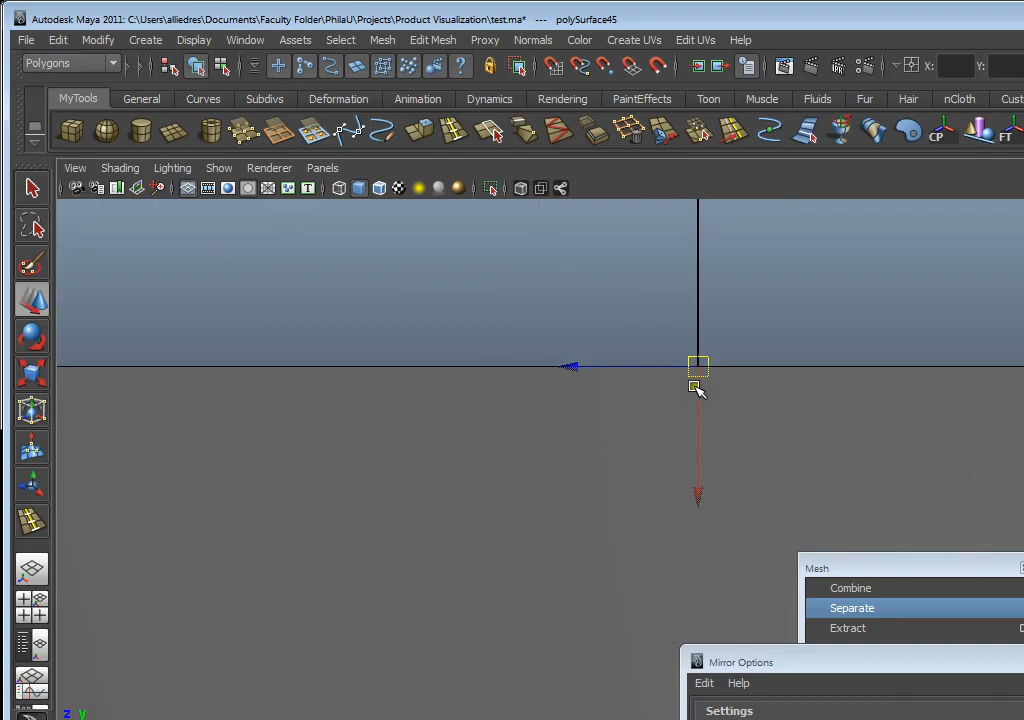 Autodesk Maya 2011: C:\Users\alliedres\Documents\Faculty Folder\PhilaU\Projects\Product Visualization\test.ma* --- polySurface45
File Edit Modify Create Display Window Assets Select Mesh Edit Mesh Proxy Normals Color Create UVs Edit UVs Help
Polygons X: Y:
MyTools General Curves Subdivs Deformation Animation Dynamics Rendering PaintEffects Toon Muscle Fluids Fur Hair nCloth Cust
CP FT
View Shading Lighting Show Renderer Panels
Mesh
Combine
Separate
Extract
Mirror Options
Edit Help
Settings
z y